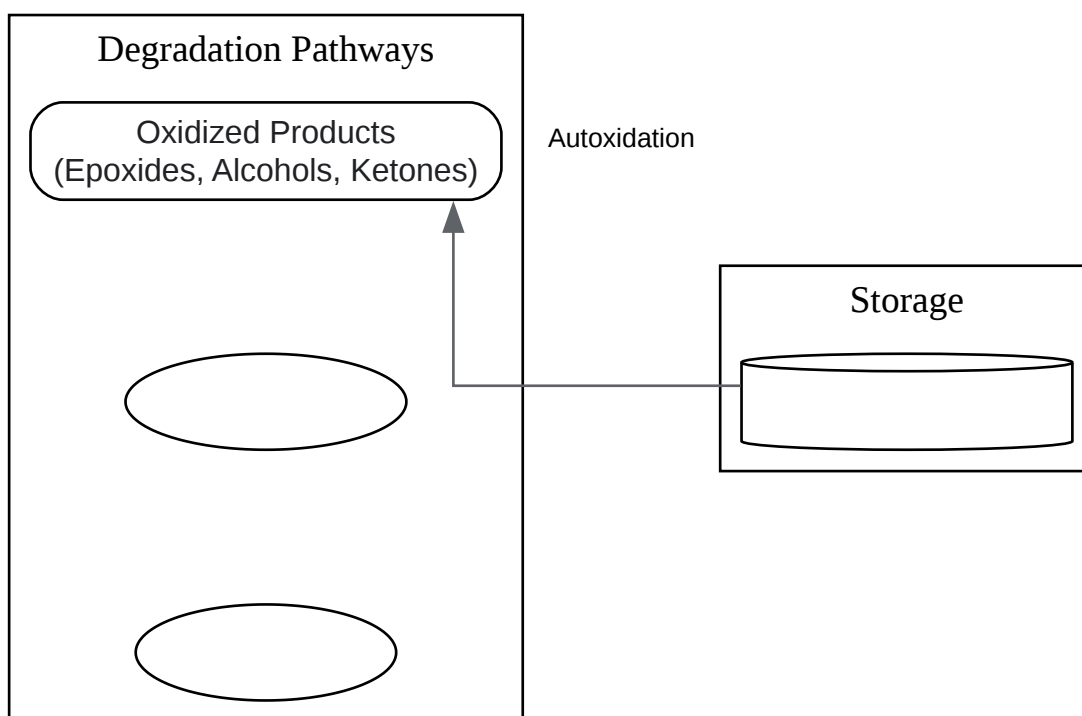 Degradation Pathways
Oxidized Products
(Epoxides, Alcohols, Ketones)
Autoxidation
Storage